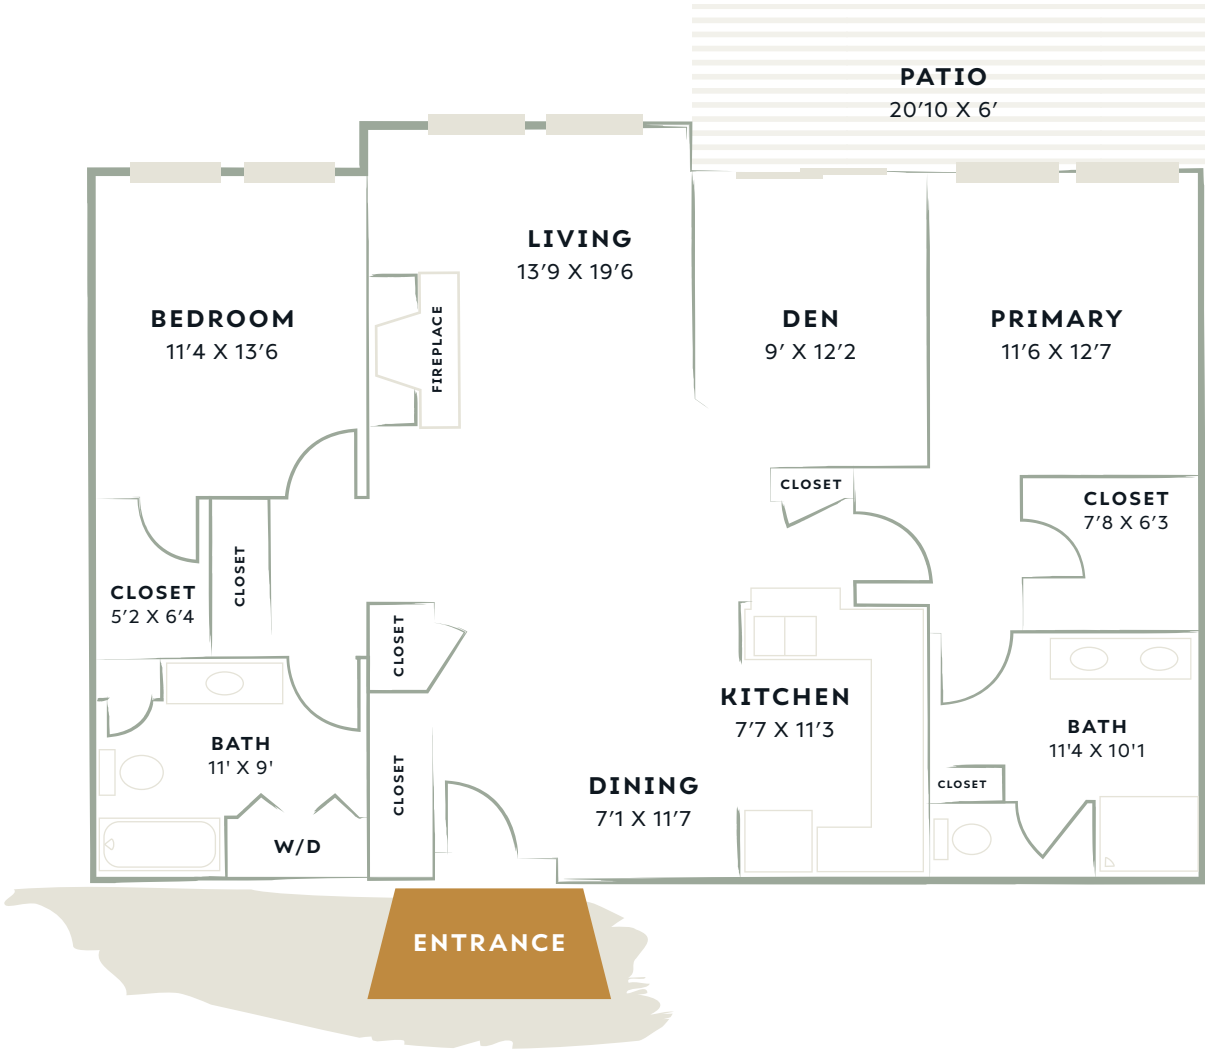 PATIO
20′10 X 6′
LIVING
13′9 X 19′6
BEDROOM
11′4 X 13′6
FIREPLACE
DEN
9′ X 12′2
PRIMARY
11′6 X 12′7
CLOSET
CLOSET
7′8 X 6′3
CLOSET
5′2 X 6′4
CLOSET
CLOSET
KITCHEN
7′7 X 11′3
BATH
11' X 9'
BATH
11'4 X 10'1
CLOSET
DINING
7′1 X 11′7
CLOSET
W/D
ENTRANCE